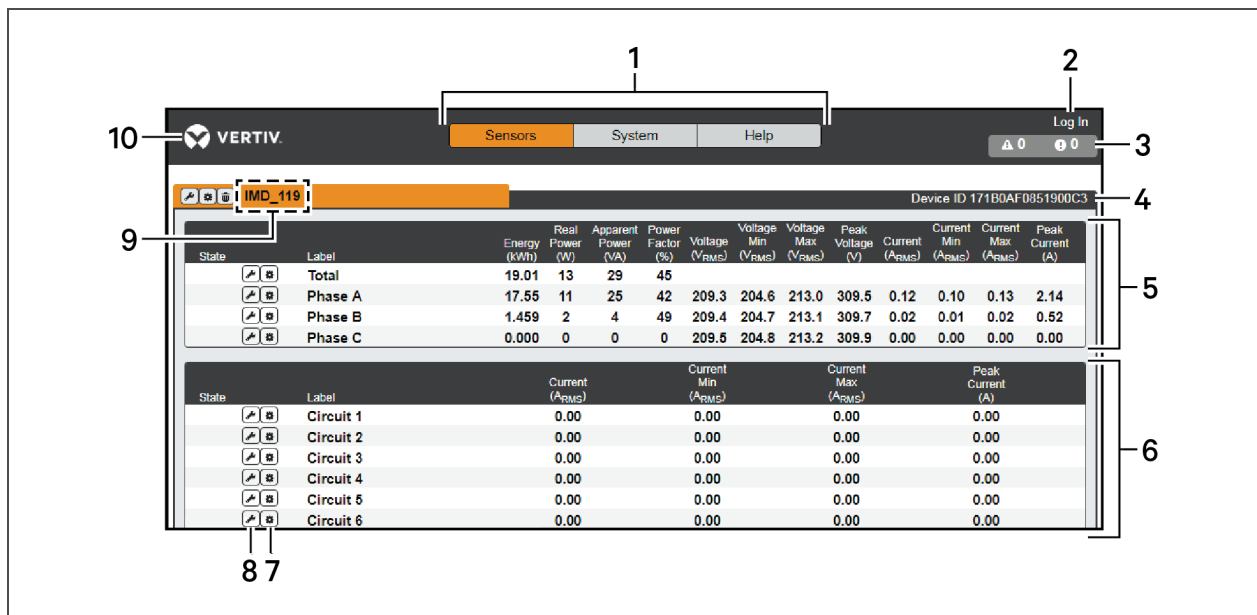 1
2
Log In
10
VERTIV.
Sensors System Help
0 0
3
IMD_119
Device ID 171B0AF0851900C3
4
9
State Label Energy (kWh) Real Power (W) Apparent Power (VA) Power Factor (%) Voltage (VRMS) Voltage Min (VRMS) Voltage Max (VRMS) Peak Voltage (V) Current (ARMS) Current Min (ARMS) Current Max (ARMS) Peak Current (A)
Total 19.01 13 29 45
Phase A 17.55 11 25 42 209.3 204.6 213.0 309.5 0.12 0.10 0.13 2.14
5
Phase B 1.459 2 4 49 209.4 204.7 213.1 309.7 0.02 0.01 0.02 0.52
Phase C 0.000 0 0 0 209.5 204.8 213.2 309.9 0.00 0.00 0.00 0.00
State Label Current (ARMS) Current Min (ARMS) Current Max (ARMS) Peak Current (A)
Circuit 1 0.00 0.00 0.00 0.00
Circuit 2 0.00 0.00 0.00 0.00
6
Circuit 3 0.00 0.00 0.00 0.00
Circuit 4 0.00 0.00 0.00 0.00
Circuit 5 0.00 0.00 0.00 0.00
Circuit 6 0.00 0.00 0.00 0.00
8 7